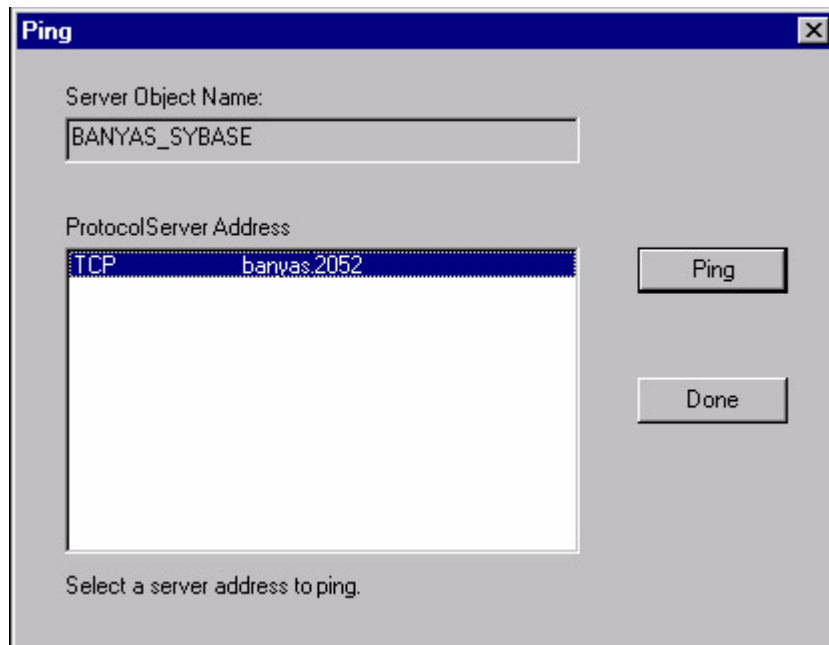 Ping
Server Object Name:
BANYAS_SYBASE
ProtocolServer Address
TCP banyas.2052
Ping
Done
Select a server address to ping.